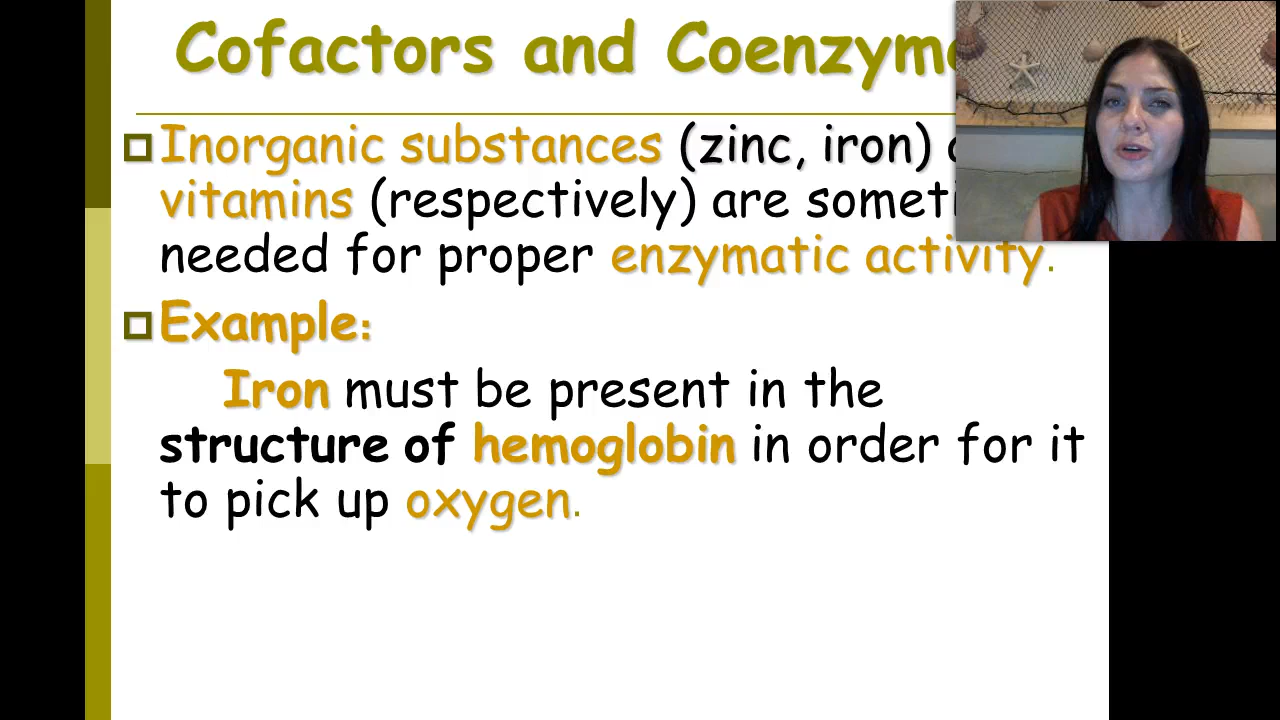 Cofactors and Coenzym
Inorganic substances (zinc, iron)
vitamins (respectively) are someti
needed for proper enzymatic activity.
Example:
Iron must be present in the
structure of hemoglobin in order for it
to pick up oxygen.